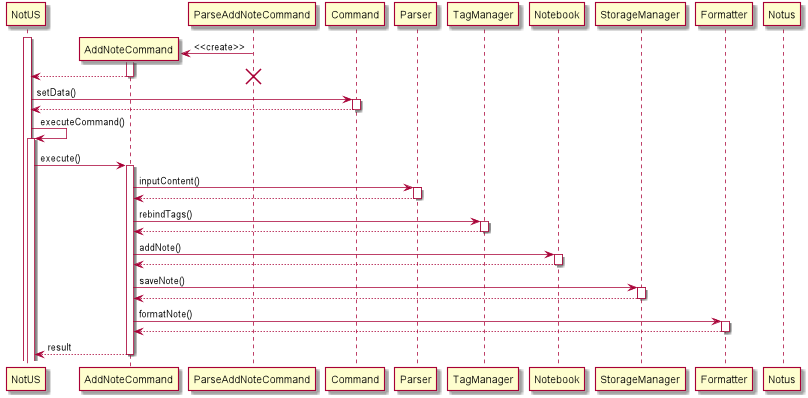 NotUS
ParseAddNoteCommand
Command
Parser
TagManager
Notebook
StorageManager
Formatter
Notus
AddNoteCommand
<<create>>
setData()
executeCommand()
execute()
inputContent()
rebindTags()
addNote()
saveNote()
formatNote()
result
NotUS
AddNoteCommand
ParseAddNoteCommand
Command
Parser
TagManager
Notebook
StorageManager
Formatter
Notus